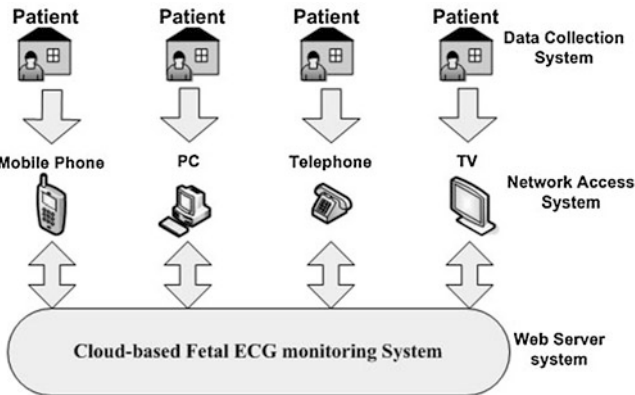 Patient Patient Patient Patient
Data Collection
System
Mobile Phone PC Telephone TV
Network Access
System
Cloud-based Fetal ECG monitoring System
Web Server
system